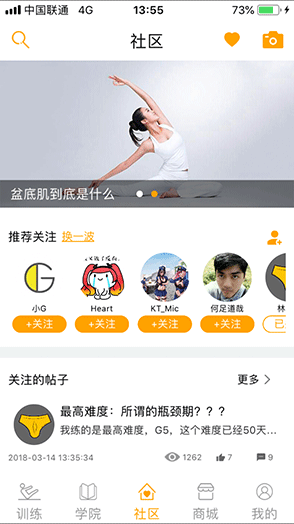 中国联通 4G 13:55 83%
社区
盆底肌到底是什么
推荐关注 换一波
小G Heart KT_Mic 何足道哉 林
+关注 +关注 +关注 +关注 已
关注的帖子 更多 >
最高难度：所谓的瓶颈期？？？
我练的是最高难度，G5，这个难度已经50天...
2018-03-14 13:35:34 1262 7 9
训练 学院 社区 商城 我的